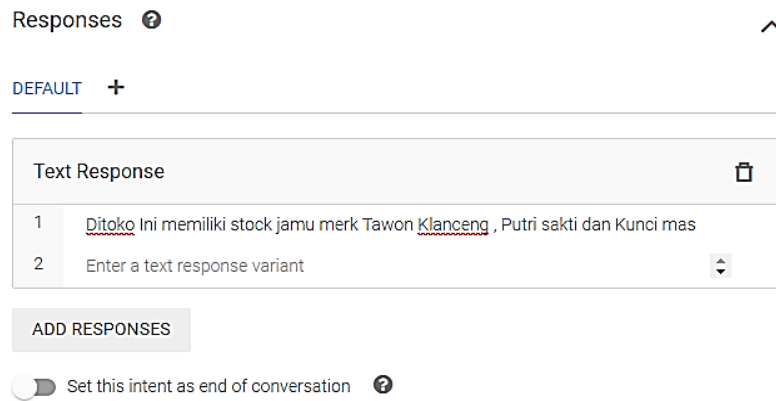 Responses ?
DEFAULT +
Text Response
1 Ditoko Ini memiliki stock jamu merk Tawon Klanceng , Putri sakti dan Kunci mas
2 Enter a text response variant
ADD RESPONSES
Set this intent as end of conversation ?